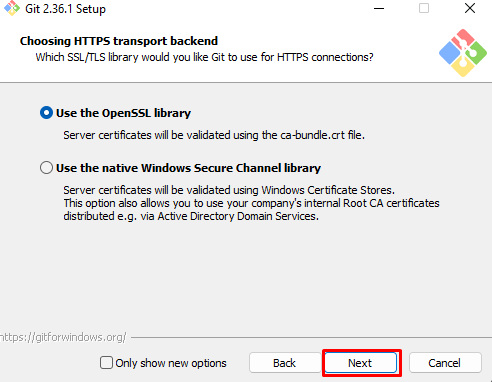 Git 2.36.1 Setup
Choosing HTTPS transport backend
Which SSL/TLS library would you like Git to use for HTTPS connections?
Use the OpenSSL library
Server certificates will be validated using the ca-bundle.crt file.
Use the native Windows Secure Channel library
Server certificates will be validated using Windows Certificate Stores.
This option also allows you to use your company's internal Root CA certificates
distributed e.g. via Active Directory Domain Services.
https://gitforwindows.org/
Only show new options
Back
Next
Cancel